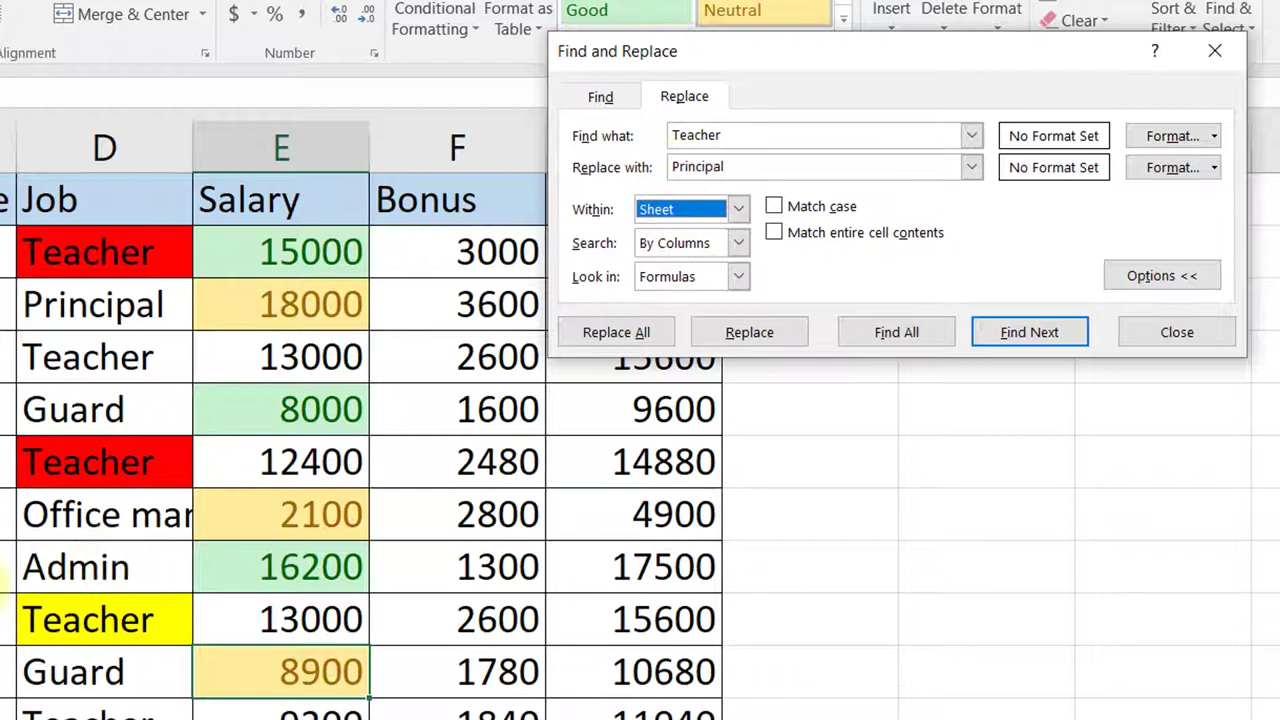 Merge & Center
$ % ,
Conditional Formatting
Format as Table
Good
Neutral
Insert Delete Format
Clear
Sort & Filter
Find & Select
Number
Find and Replace
? 
Find
Replace
Find what: Teacher No Format Set Format...
Replace with: Principal No Format Set Format...
Within: Sheet Match case
Search: By Columns Match entire cell contents
Look in: Formulas
Options <<
Replace All Replace Find All Find Next Close
D E F
Job Salary Bonus
Teacher 15000 3000
Principal 18000 3600
Teacher 13000 2600 15600
Guard 8000 1600 9600
Teacher 12400 2480 14880
Office mar 2100 2800 4900
Admin 16200 1300 17500
Teacher 13000 2600 15600
Guard 8900 1780 10680
Teacher 9200 1840 11040